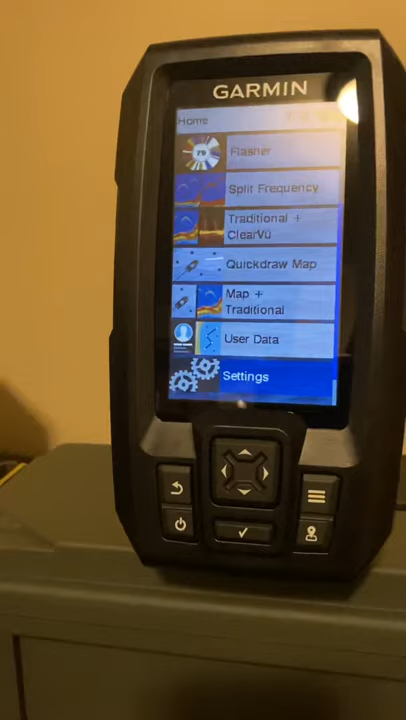 GARMIN
Home
Flasher
Split Frequency
Traditional +
ClearVü
Quickdraw Map
Map +
Traditional
User Data
Settings